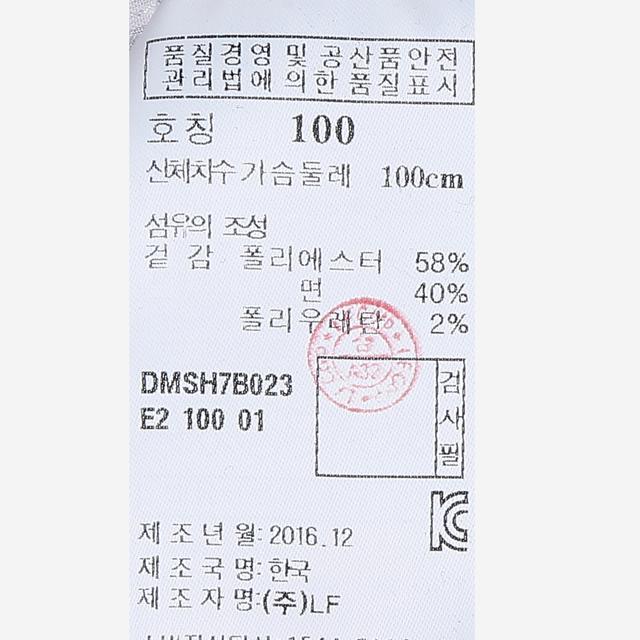 품질경영 및 공산품안전
관리법에 의한 품질표시
호칭 100
신체치수 가슴둘레 100cm
섬유의 조성
겉감 폴리에스터 58%
면 40%
폴리우레탄 2%
DMSH7B023
E2 100 01
검사필
제조년월: 2016.12
제조국명: 한국
제조자명: (주)LF